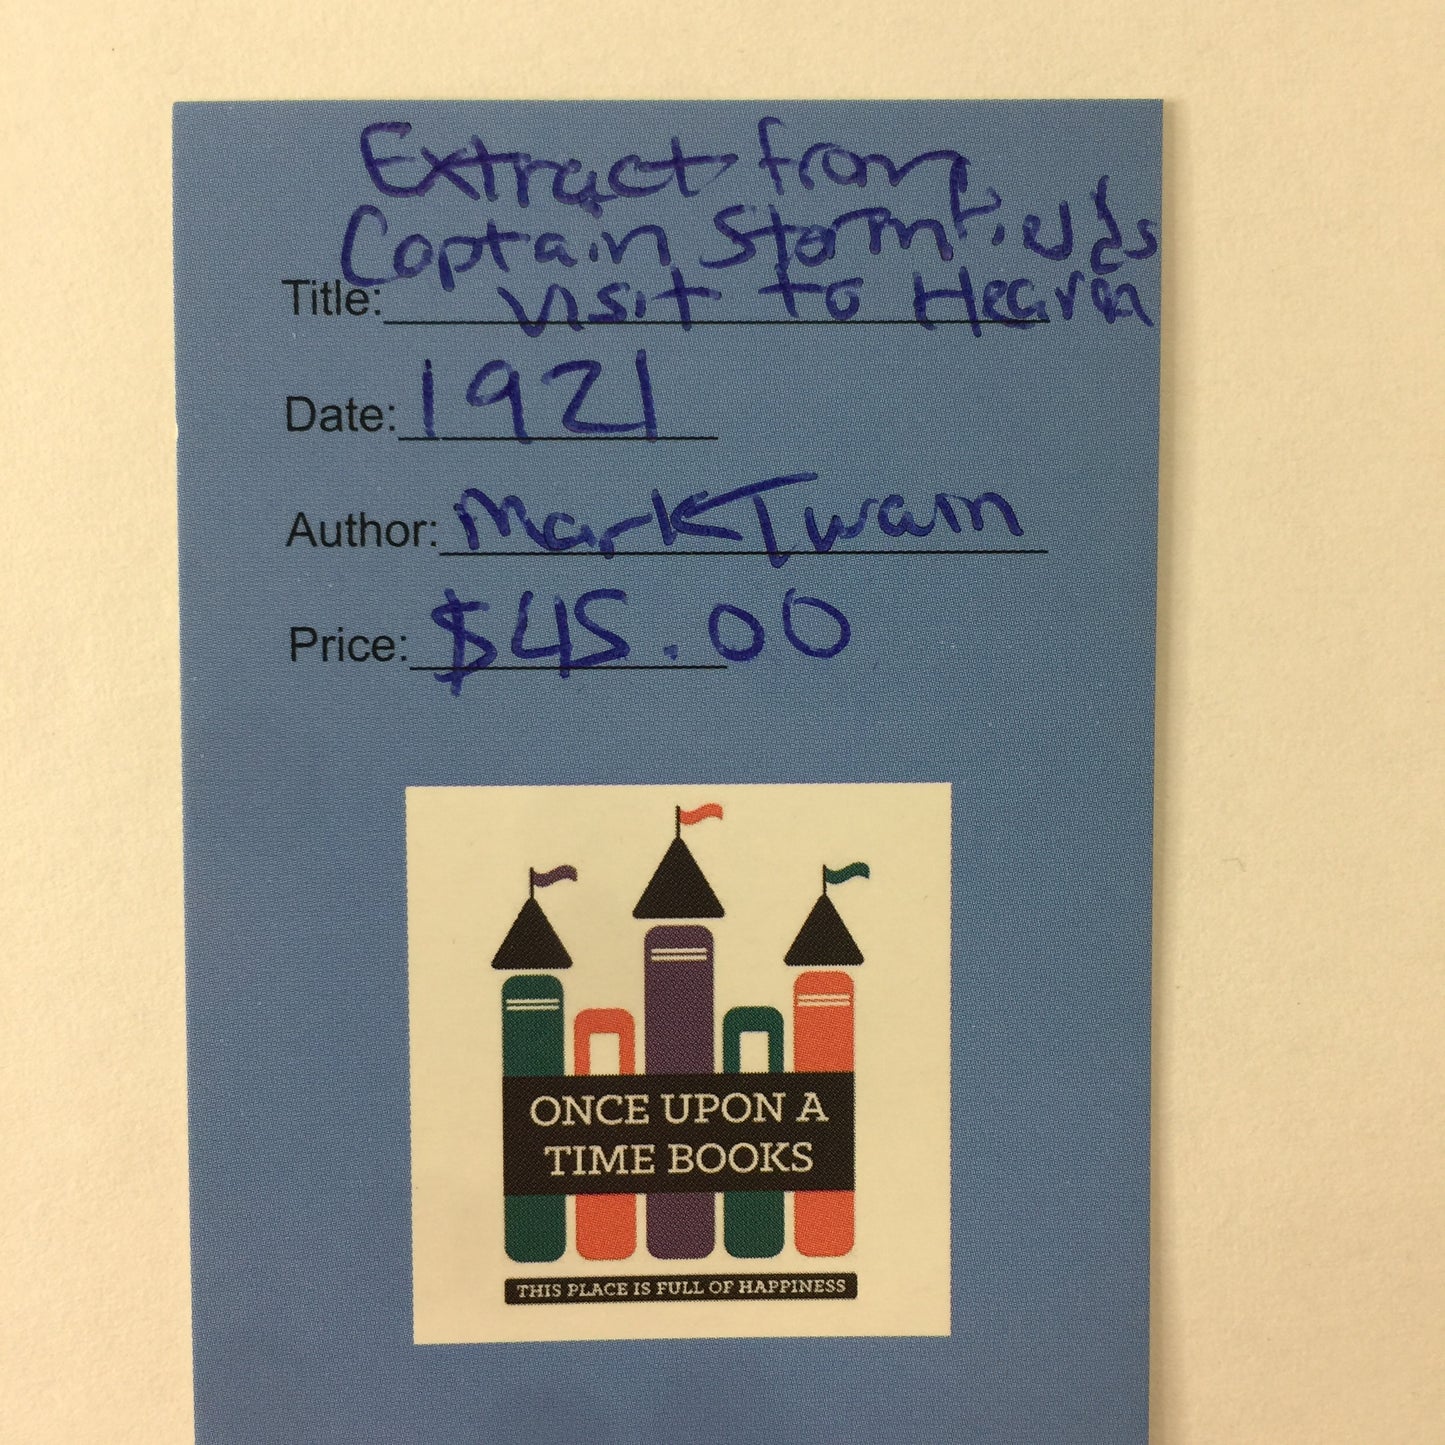 Extract from
Captain Stormfields
Title: visit to Heaven
Date: 1921
Author: Mark Twain
Price: $45.00
ONCE UPON A
TIME BOOKS
THIS PLACE IS FULL OF HAPPINESS